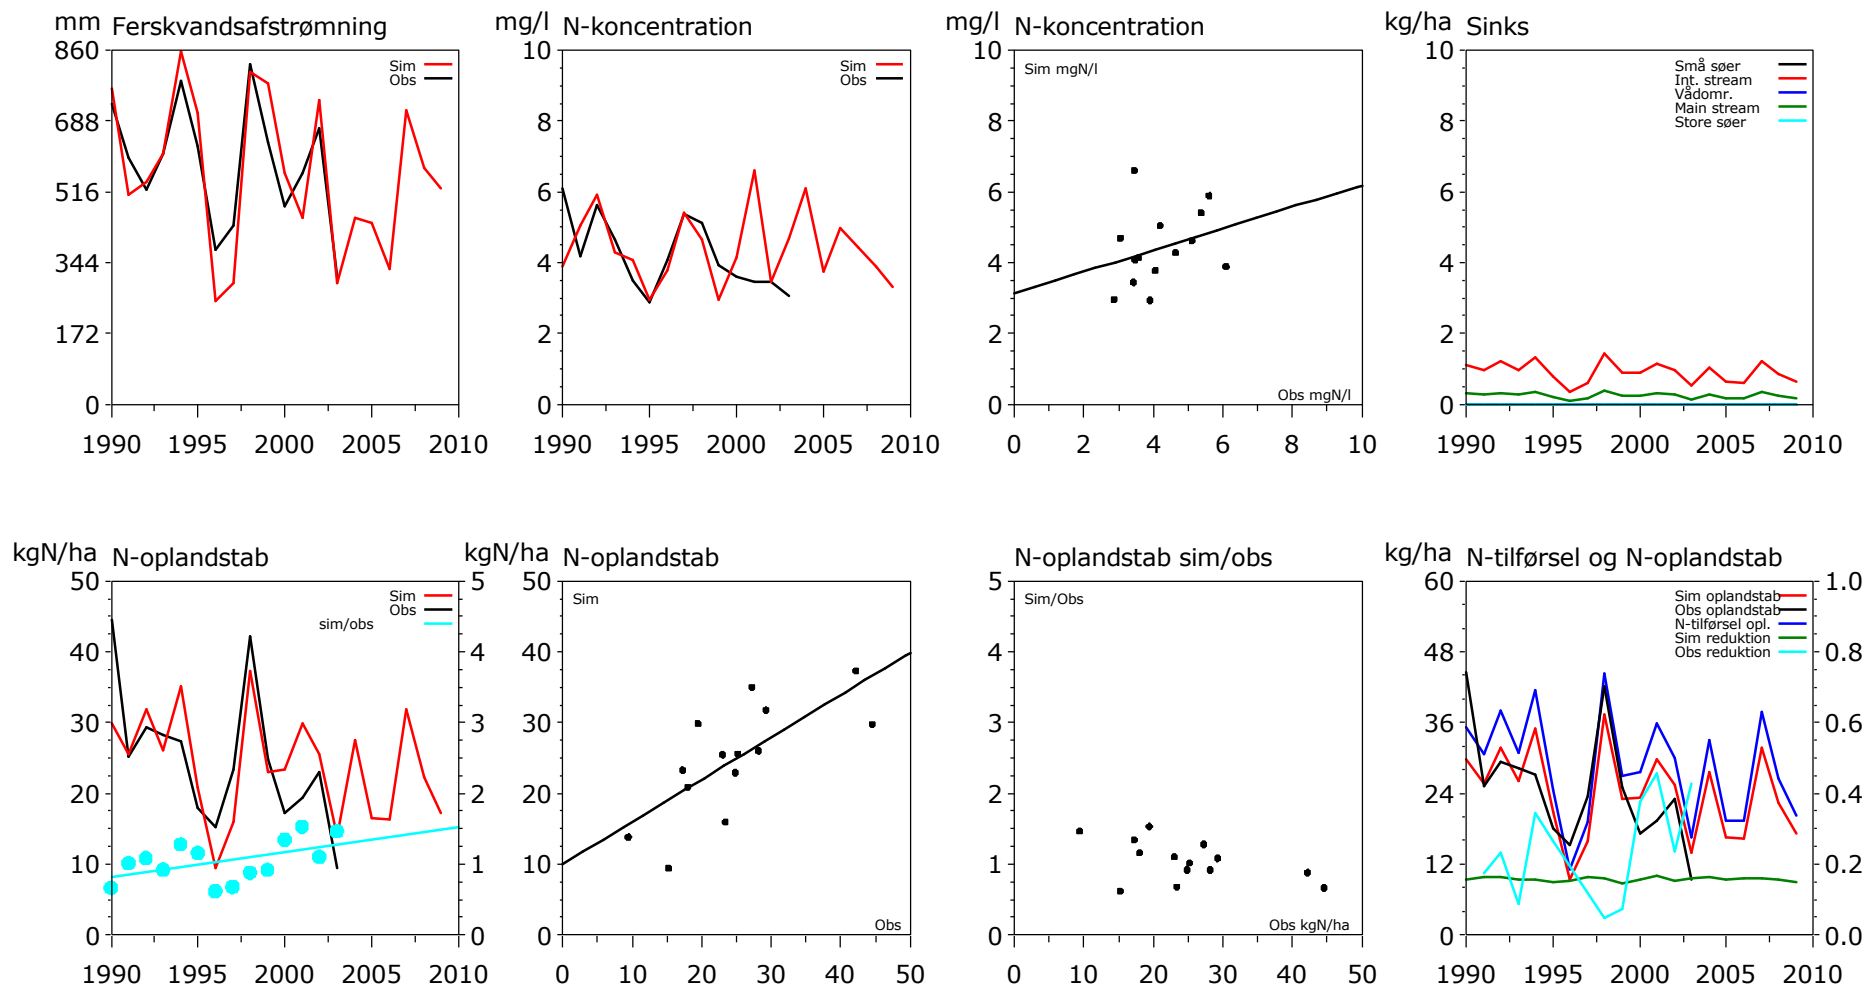 mm Ferskvandsafstrømning
860
688
516
344
172
0
Sim
Obs
1990 1995 2000 2005 2010
mg/l N-koncentration
10
8
6
4
2
0
Sim
Obs
1990 1995 2000 2005 2010
mg/l N-koncentration
10
8
6
4
2
0
Sim mgN/l
Obs mgN/l
0 2 4 6 8 10
kg/ha Sinks
10
8
6
4
2
0
Små søer
Int. stream
Vådomr.
Main stream
Store søer
1990 1995 2000 2005 2010
kgN/ha N-oplandstab
50
40
30
20
10
0
Sim
Obs
sim/obs
5
4
3
2
1
0
1990 1995 2000 2005 2010
kgN/ha N-oplandstab
50
40
30
20
10
0
Sim
Obs
0 10 20 30 40 50
N-oplandstab sim/obs
5
4
3
2
1
0
Sim/Obs
Obs kgN/ha
0 10 20 30 40 50
kg/ha N-tilførsel og N-oplandstab
60
48
36
24
12
0
Sim oplandstab
Obs oplandstab
N-tilførsel opl.
Sim reduktion
Obs reduktion
1.0
0.8
0.6
0.4
0.2
0.0
1990 1995 2000 2005 2010